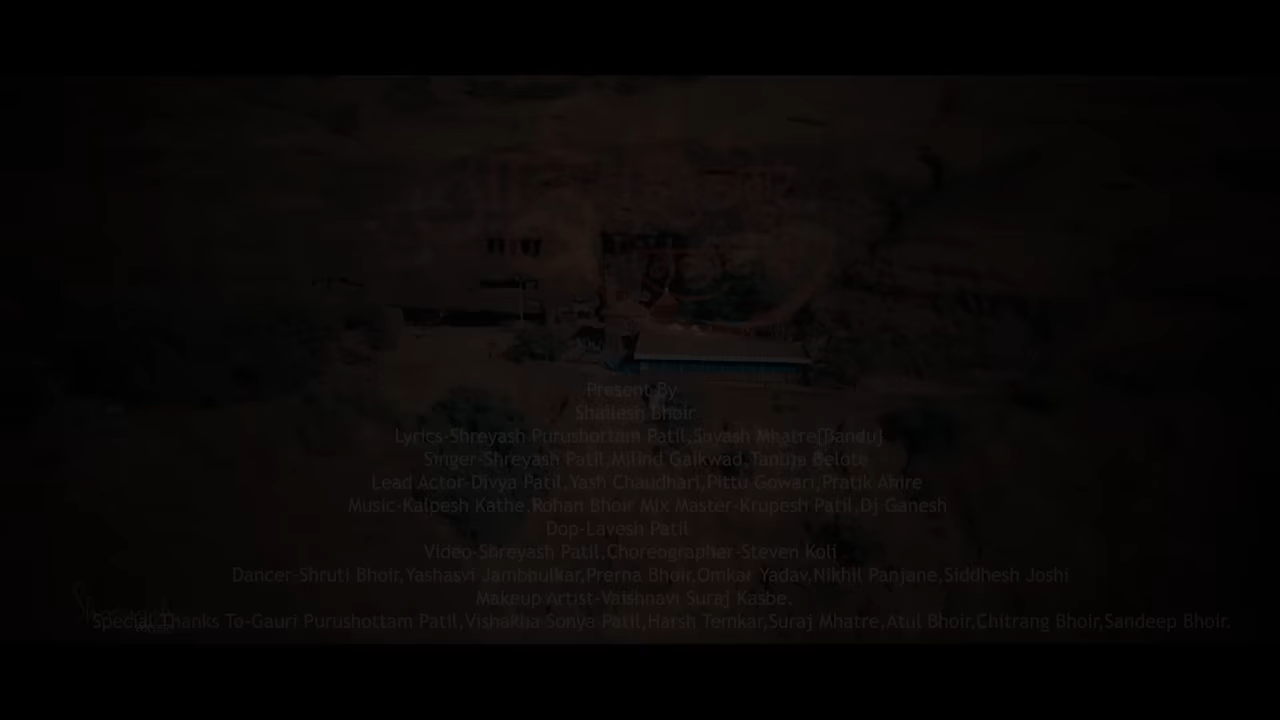 Present By
Shailesh Bhoir
Lyrics-Shreyash Purushottam Patil,Suyash Mhatre[Bandu]
Singer-Shreyash Patil,Milind Gaikwad,Tanuja Belote
Lead Actor-Divya Patil,Yash Chaudhari,Pittu Gowari,Pratik Ahire
Music-Kalpesh Kathe,Rohan Bhoir Mix Master-Krupesh Patil,Dj Ganesh
Dop-Lavesh Patil
Video-Shreyash Patil,Choreographer-Steven Koli
Dancer-Shruti Bhoir,Yashasvi Jambhulkar,Prerna Bhoir,Omkar Yadav,Nikhil Panjane,Siddhesh Joshi
Makeup Artist-Vaishnavi Suraj Kasbe.
Special Thanks To-Gauri Purushottam Patil,Vishakha Sonya Patil,Harsh Temkar,Suraj Mhatre,Atul Bhoir,Chitrang Bhoir,Sandeep Bhoir.